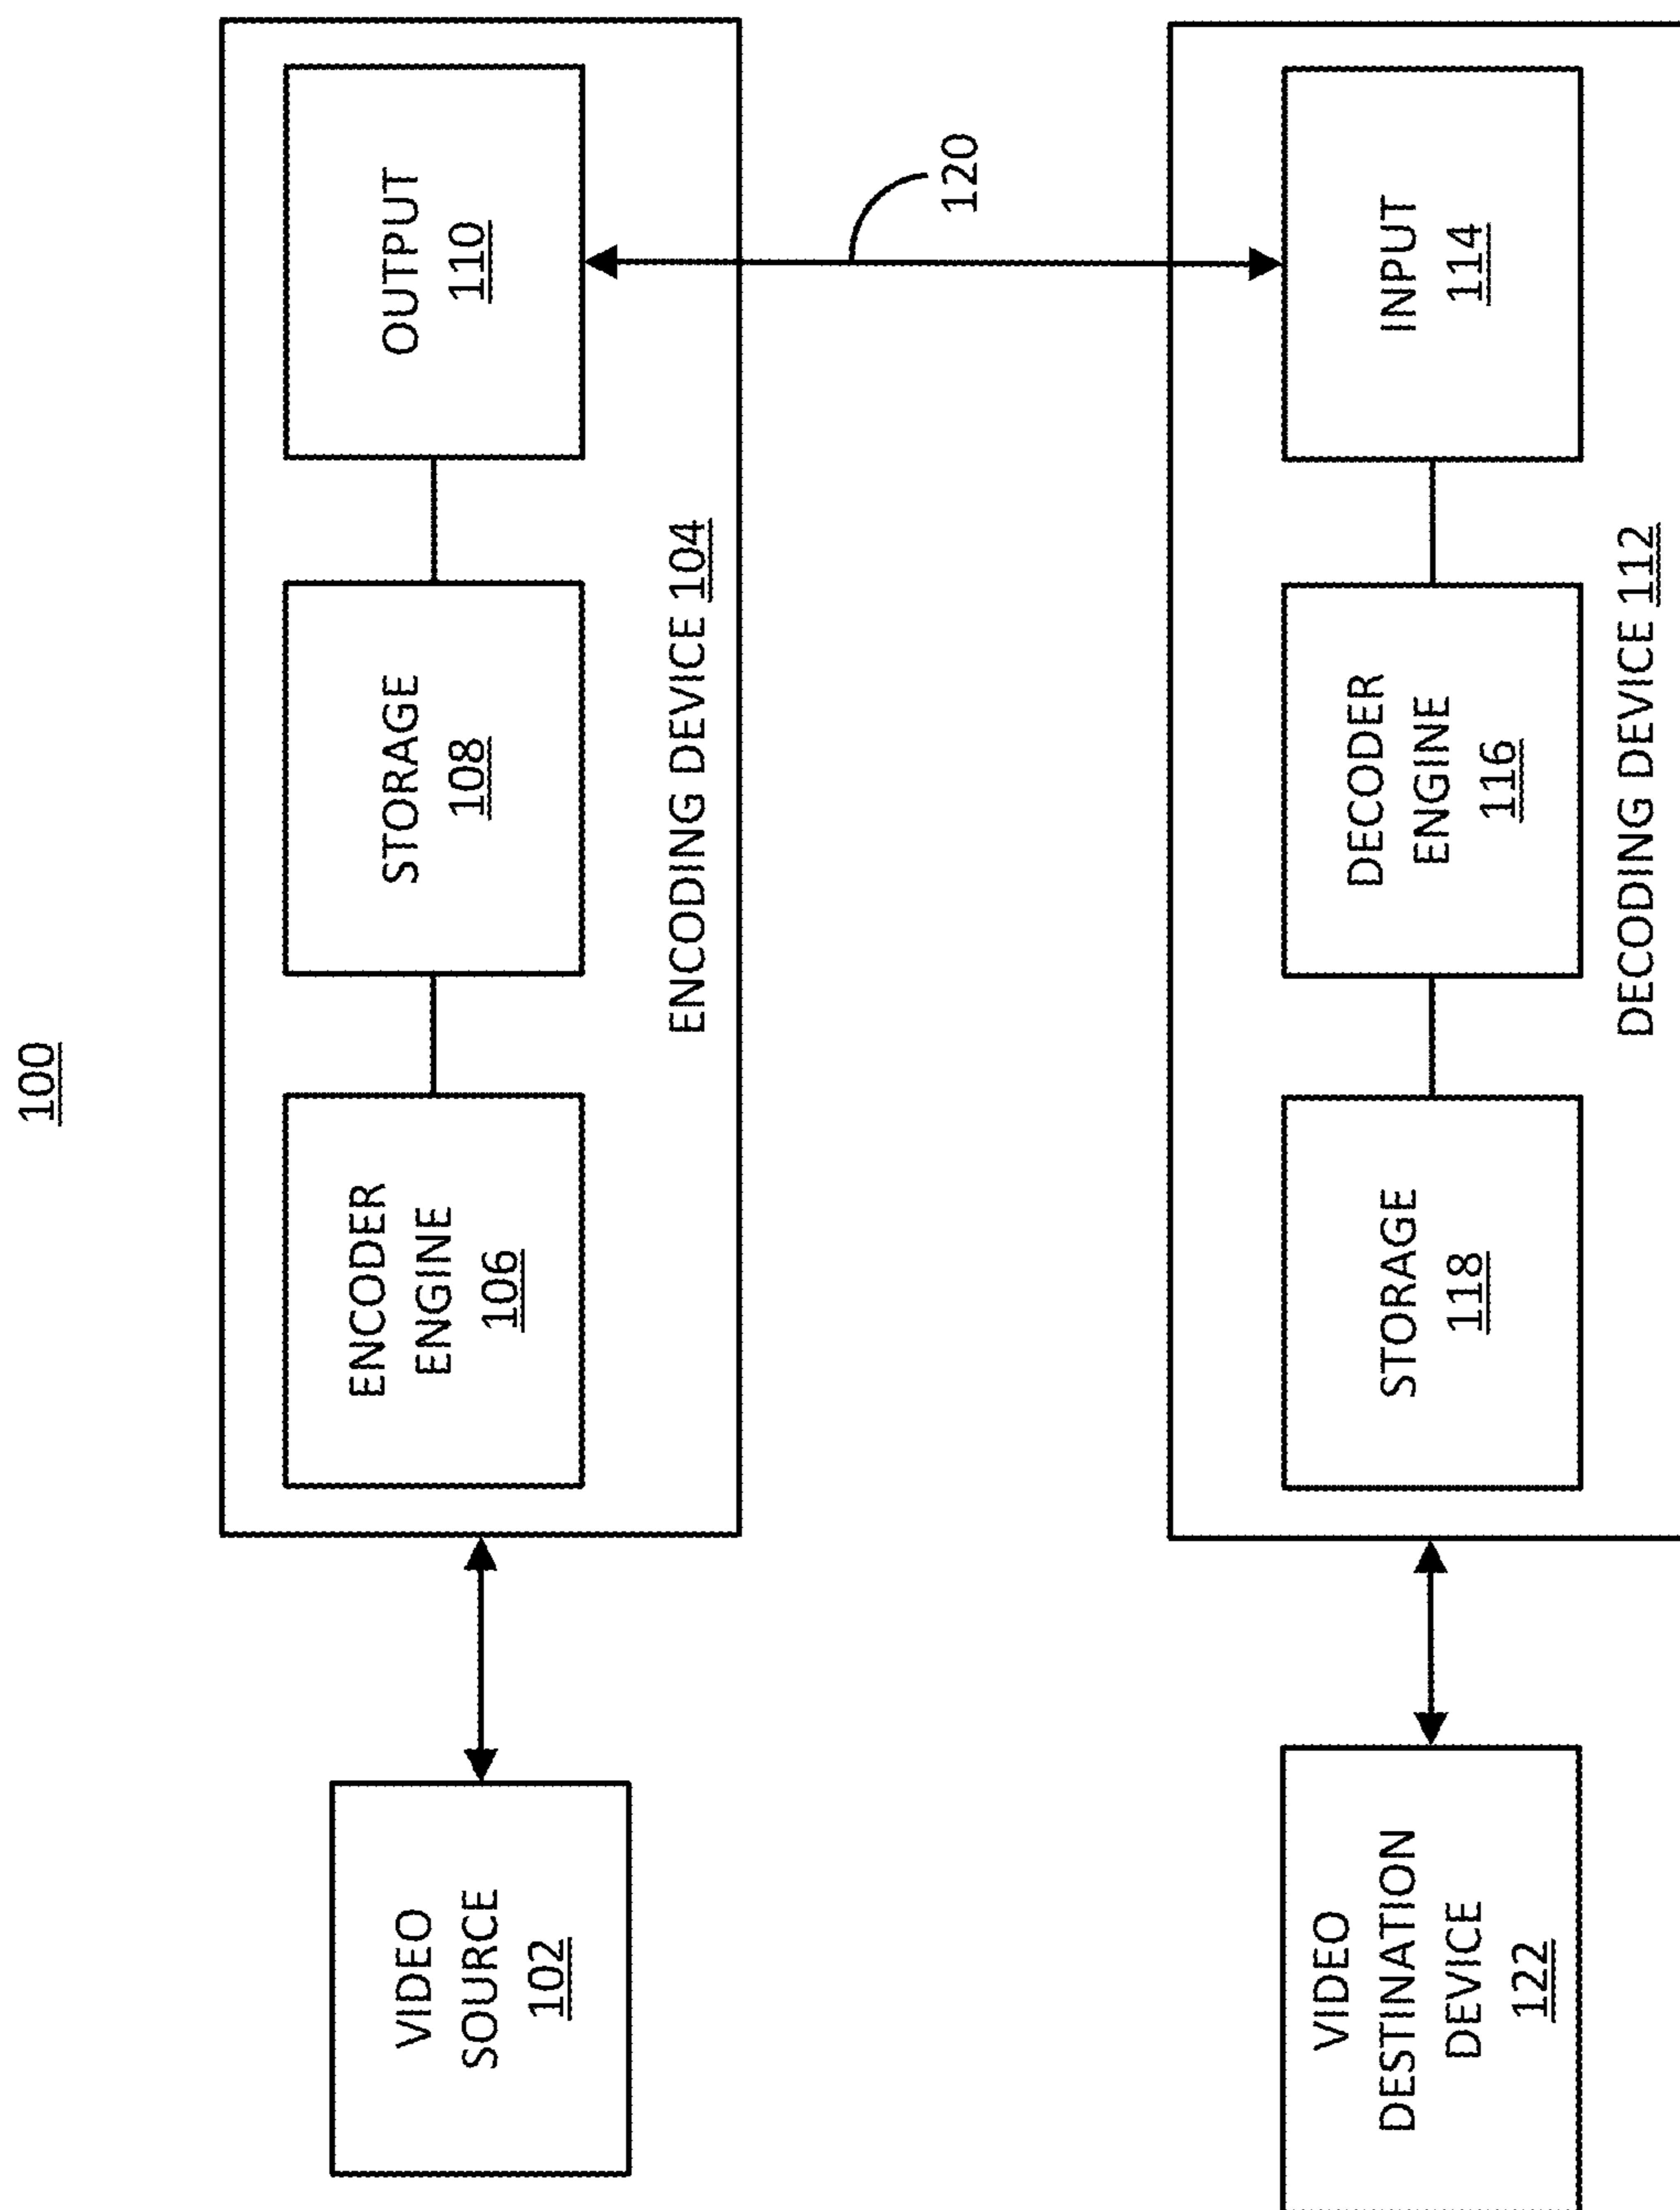 100
VIDEO
SOURCE
102
ENCODER
ENGINE
106
STORAGE
108
OUTPUT
110
ENCODING DEVICE 104
120
VIDEO
DESTINATION
DEVICE
122
STORAGE
118
DECODER
ENGINE
116
INPUT
114
DECODING DEVICE 112